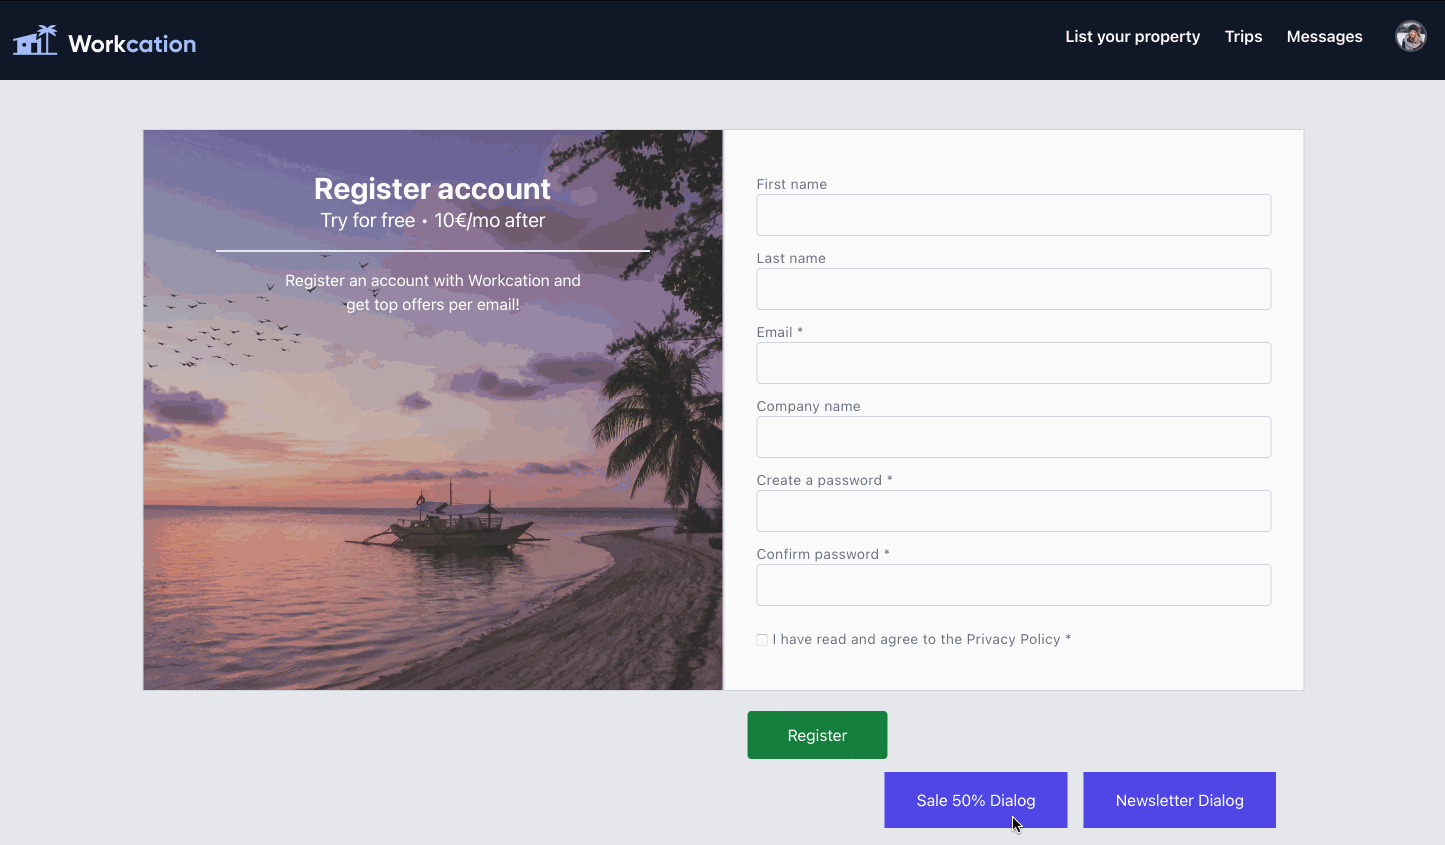 Workcation
List your property
Trips
Messages
Register account
Try for free • 10€/mo after
Register an account with Workcation and
get top offers per email!
First name
Last name
Email *
Company name
Create a password *
Confirm password *
I have read and agree to the Privacy Policy *
Register
Sale 50% Dialog
Newsletter Dialog